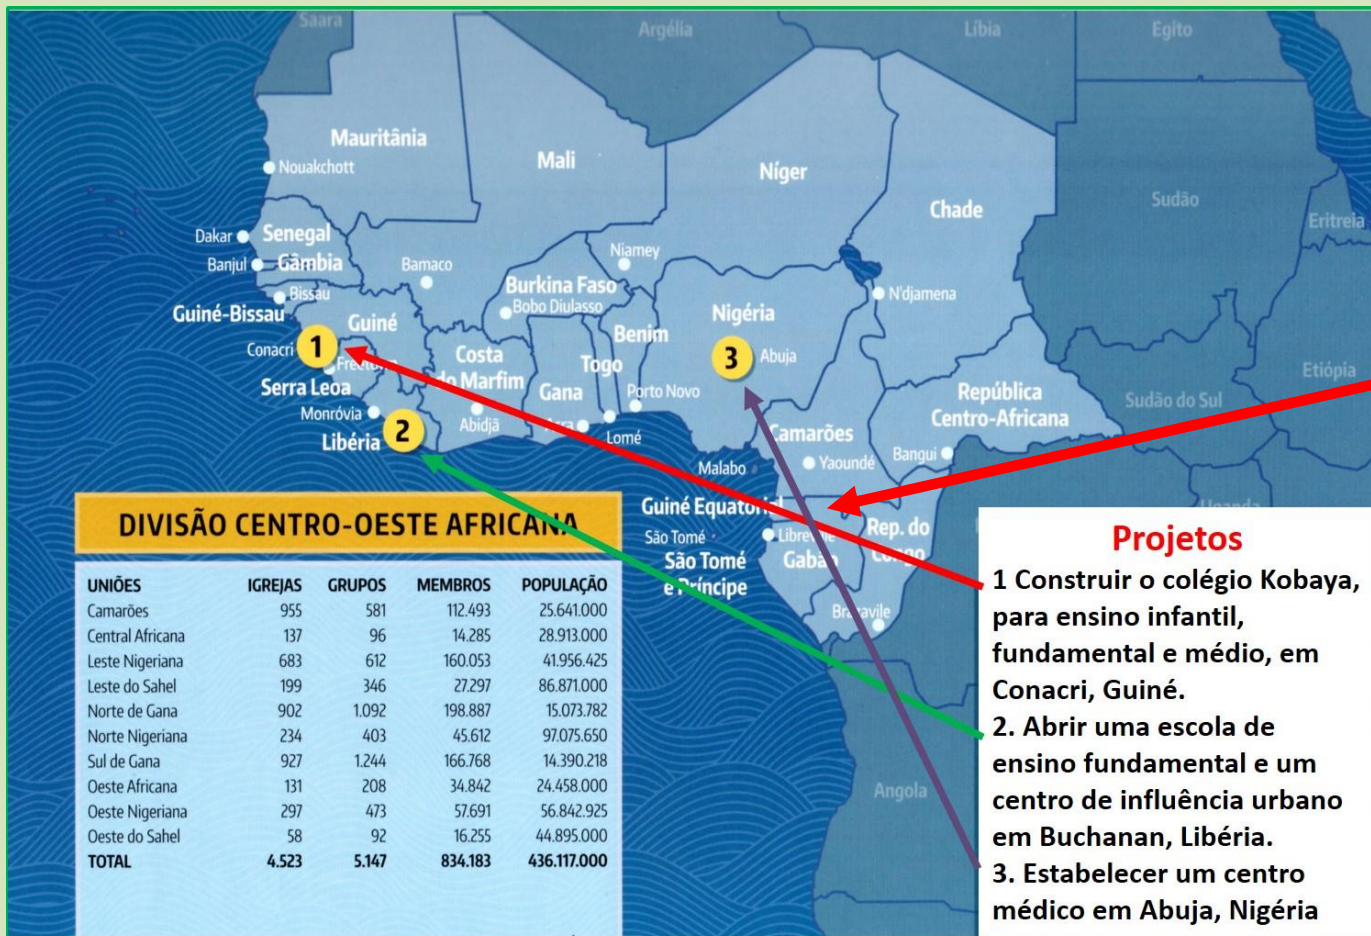 Saara
Argélia
Líbia
Egito
Mauritânia
Nouakchott
Mali
Níger
Chade
Sudão
Eritreia
Dakar
Senegal
Banjul
Gâmbia
Bamaco
Niamey
Bissau
Burkina Faso
Bobo Diulasso
N'djamena
Guiné-Bissau
Guiné
Nigéria
Benim
Conacri
1
Freetown
Costa
do Marfim
Togo
3
Abuja
Etiópia
Serra Leoa
Gana
Porto Novo
República
Centro-Africana
Sudão do Sul
Monróvia
2
Libéria
Abidjã
Acra
Lomé
Camarões
Yaoundé
Bangui
Malabo
Guiné Equatorial
Uganda
São Tomé
Libreville
Rep. do
Congo
São Tomé
e Príncipe
Gabão
Brazavile
Angola
DIVISÃO CENTRO-OESTE AFRICANA
UNIÕES IGREJAS GRUPOS MEMBROS POPULAÇÃO
Camarões 955 581 112.493 25.641.000
Central Africana 137 96 14.285 28.913.000
Leste Nigeriana 683 612 160.053 41.956.425
Leste do Sahel 199 346 27.297 86.871.000
Norte de Gana 902 1.092 198.887 15.073.782
Norte Nigeriana 234 403 45.612 97.075.650
Sul de Gana 927 1.244 166.768 14.390.218
Oeste Africana 131 208 34.842 24.458.000
Oeste Nigeriana 297 473 57.691 56.842.925
Oeste do Sahel 58 92 16.255 44.895.000
TOTAL 4.523 5.147 834.183 436.117.000
Projetos
1 Construir o colégio Kobaya,
para ensino infantil,
fundamental e médio, em
Conacri, Guiné.
2. Abrir uma escola de
ensino fundamental e um
centro de influência urbano
em Buchanan, Libéria.
3. Estabelecer um centro
médico em Abuja, Nigéria